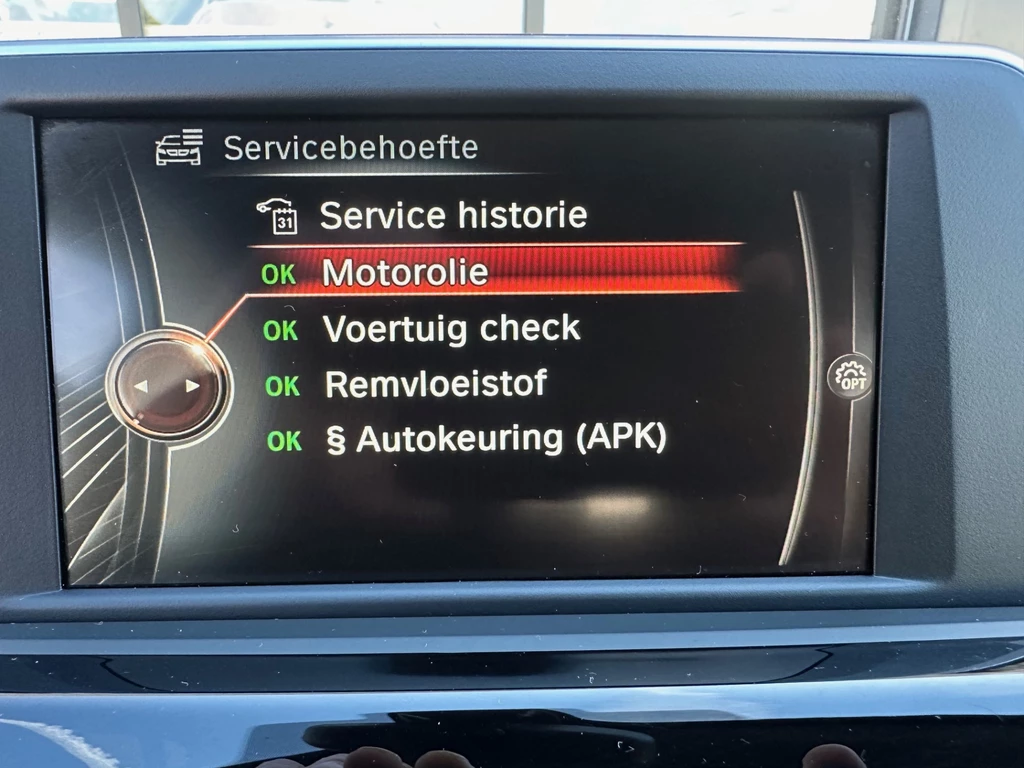 Servicebehoefte
31 Service historie
OK Motorolie
OK Voertuig check
OK Remvloeistof
OK § Autokeuring (APK)
OPT